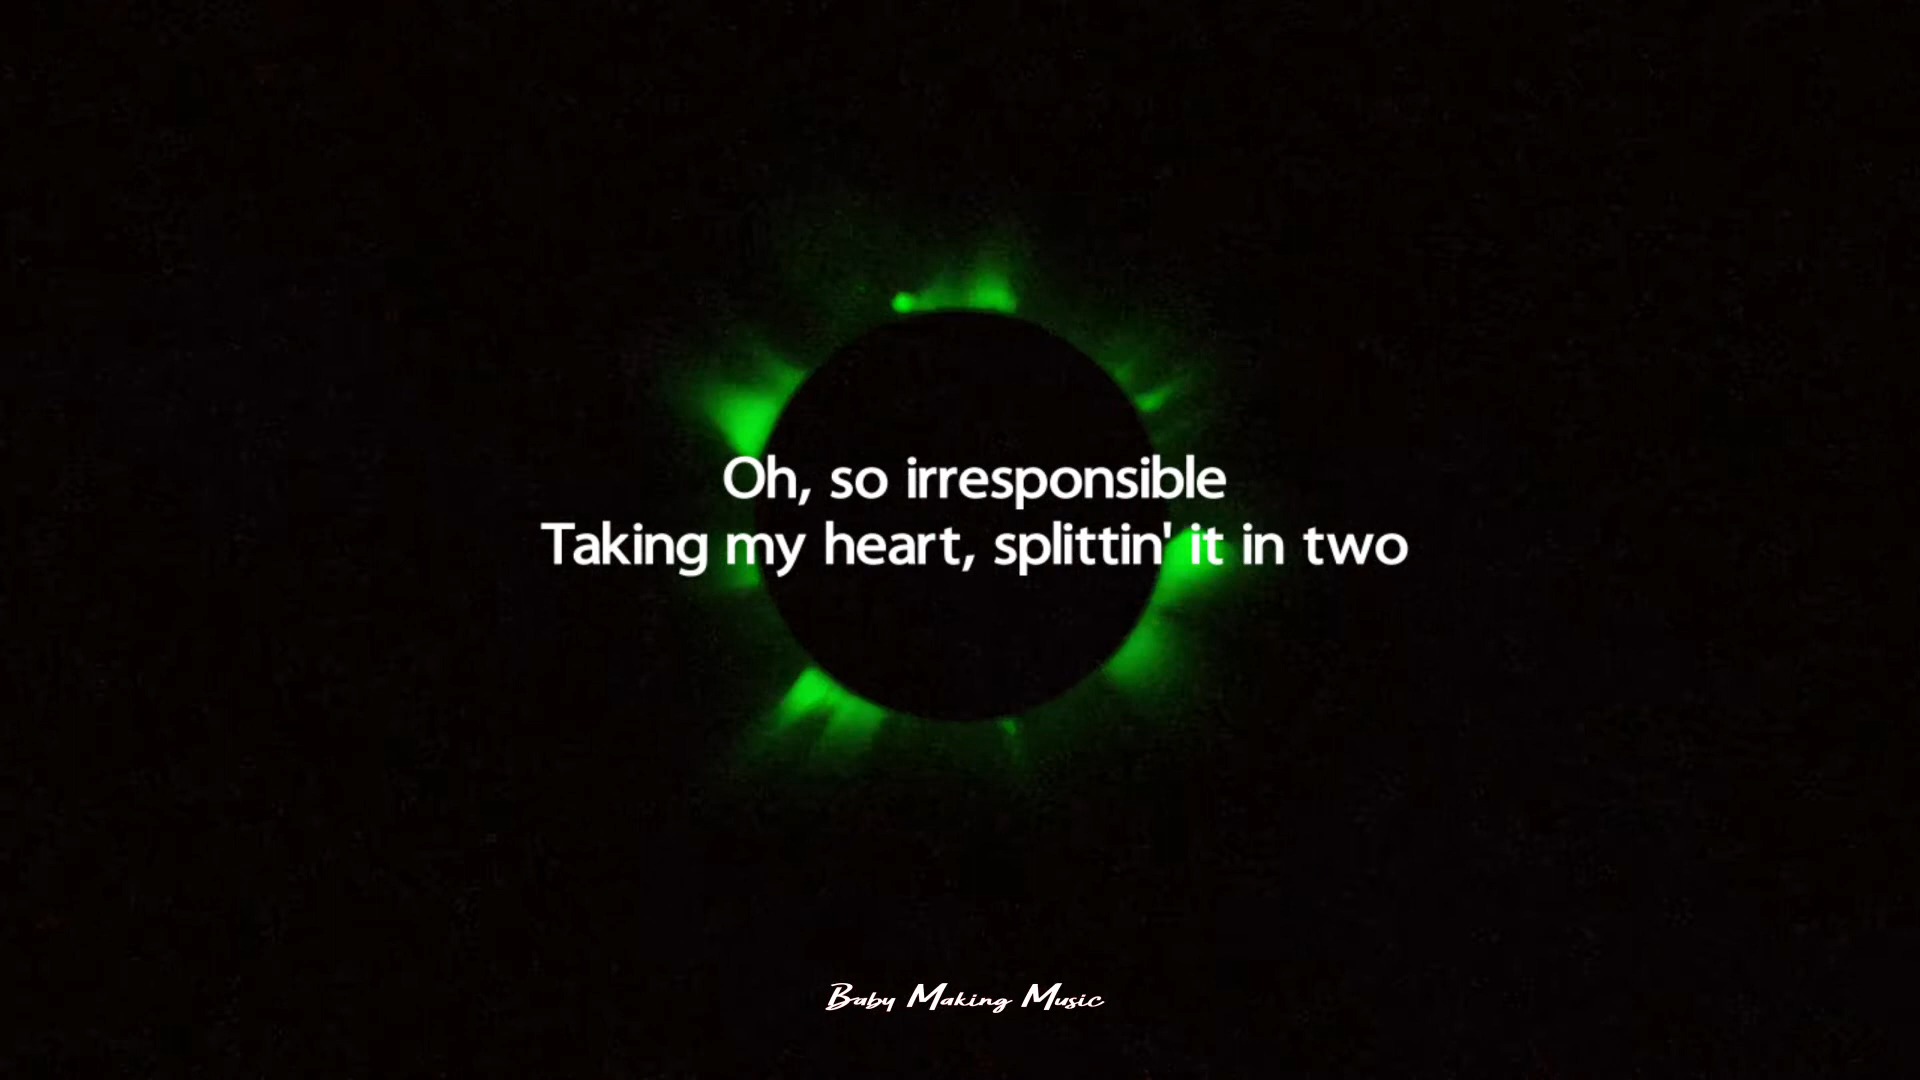 Oh, so irresponsible
Taking my heart, splittin' it in two
Baby Making Music